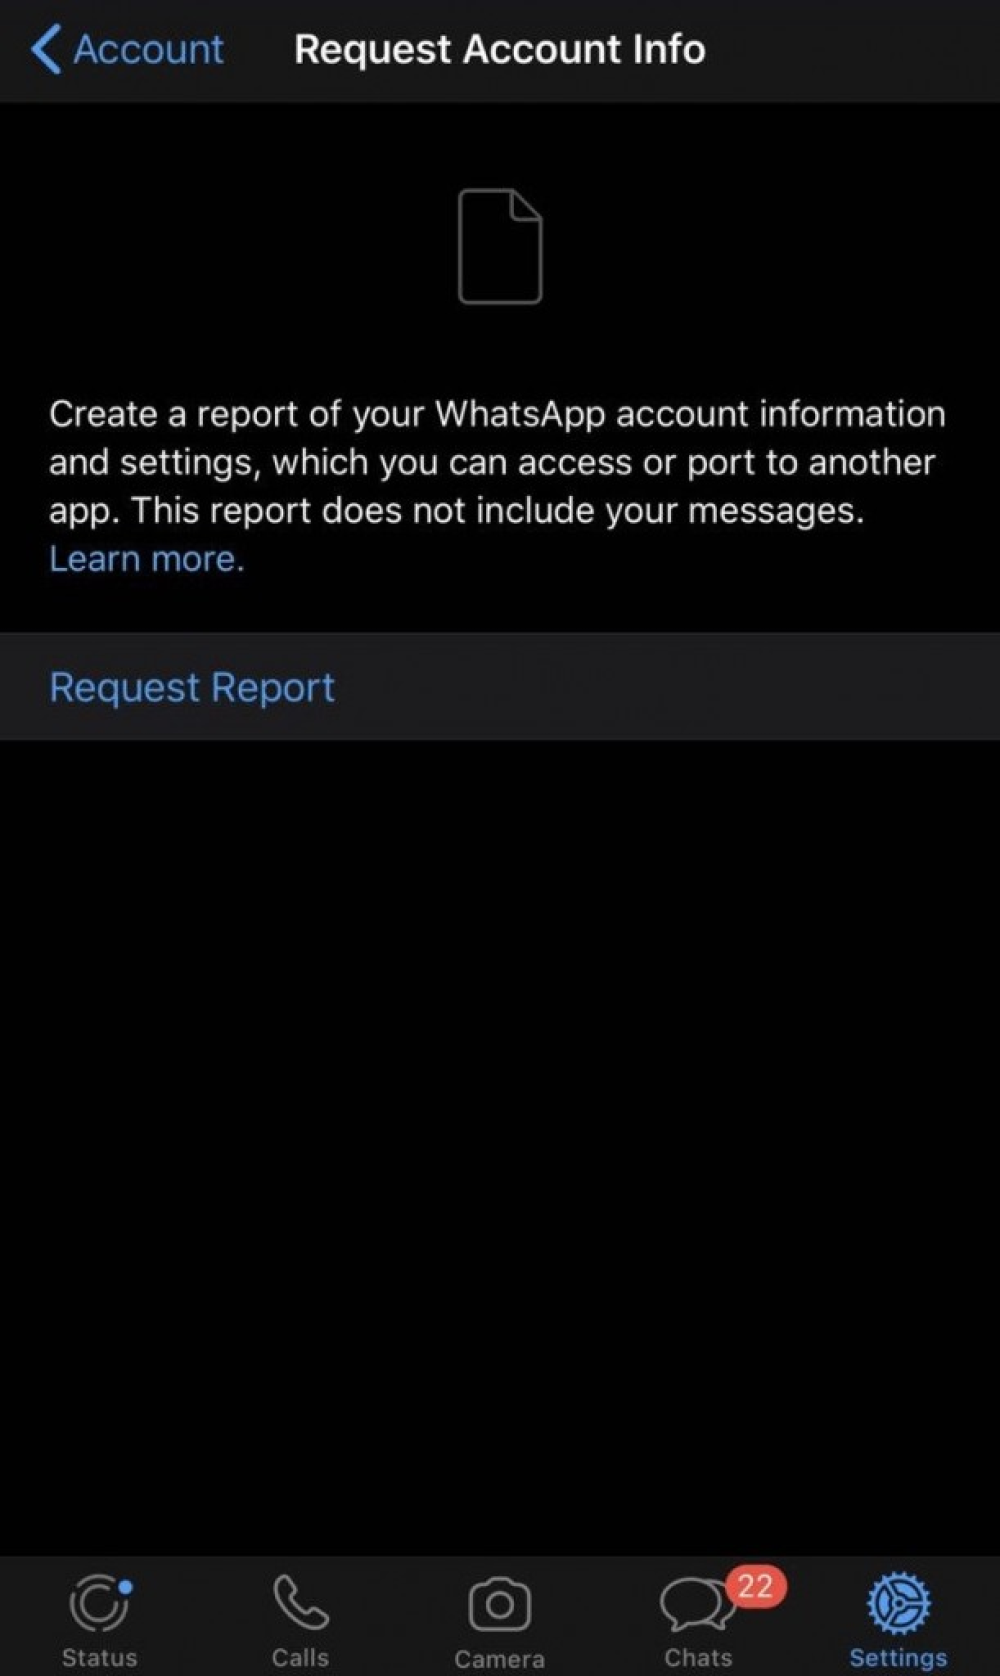 Account
Request Account Info
Create a report of your WhatsApp account information
and settings, which you can access or port to another
app. This report does not include your messages.
Learn more.
Request Report
22
Status
Calls
Camera
Chats
Settings